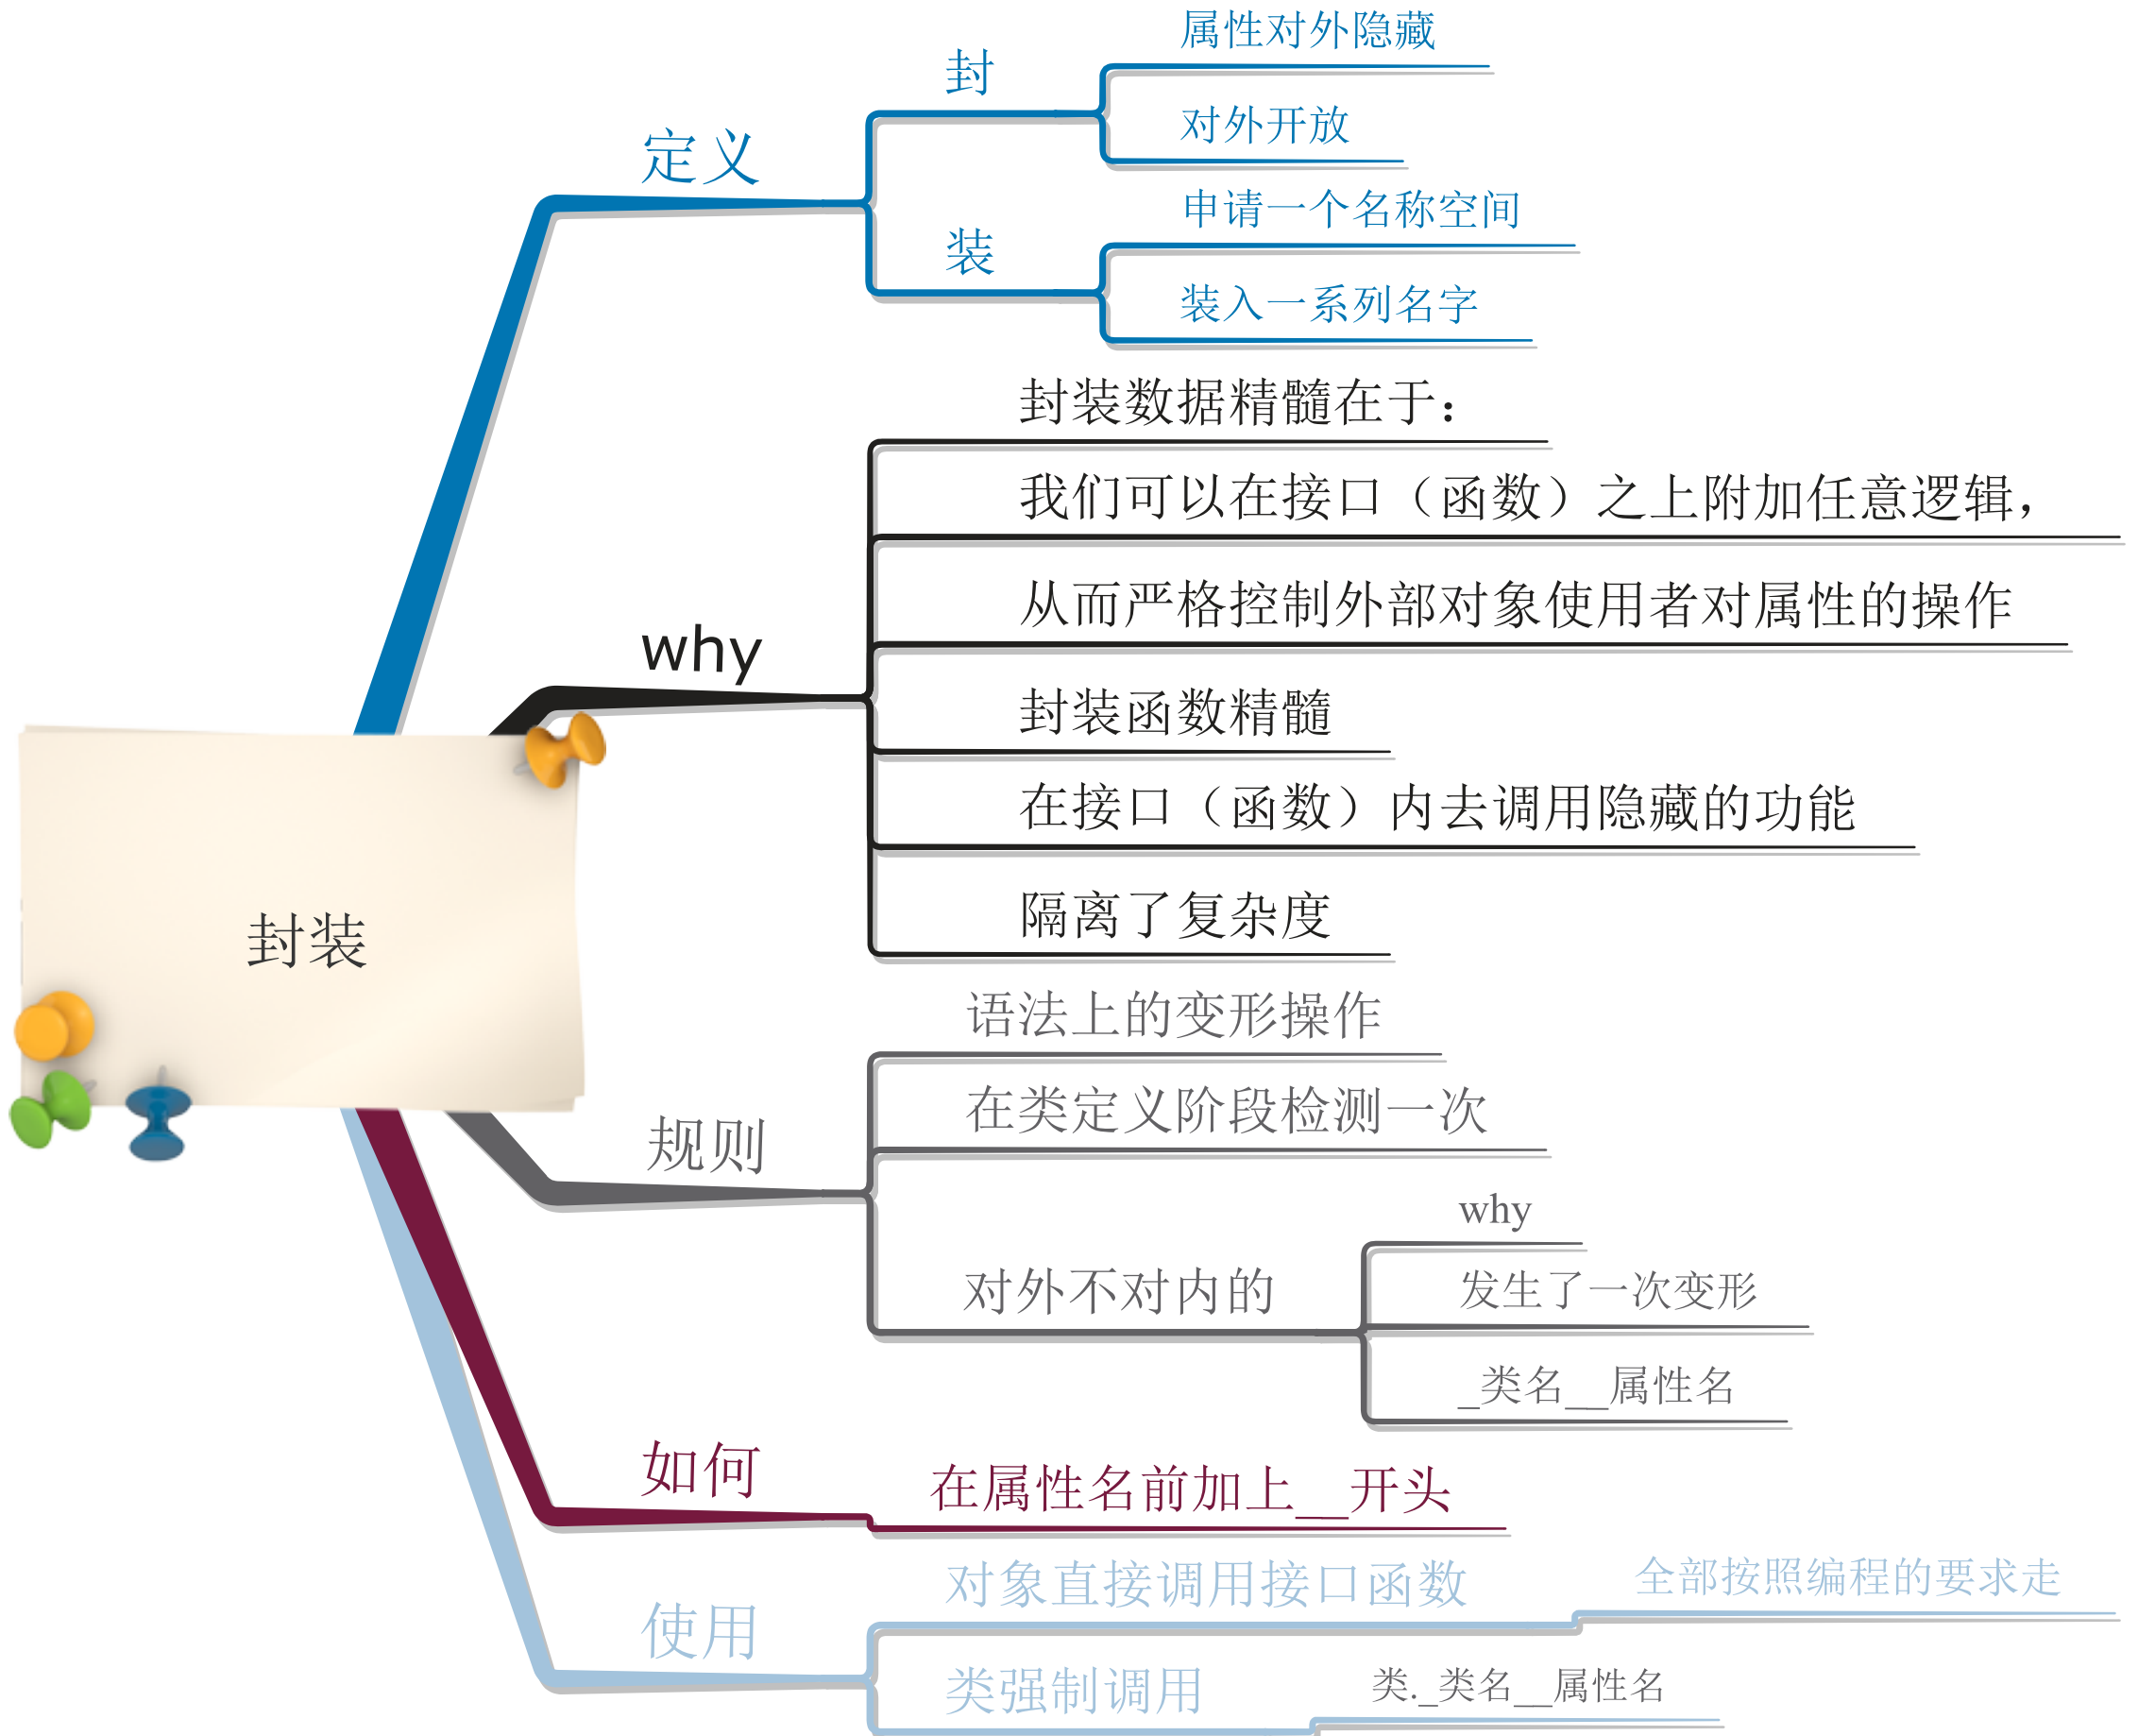 封装
定义
封
属性对外隐藏
对外开放
装
申请一个名称空间
装入一系列名字
why
封装数据精髓在于：
我们可以在接口（函数）之上附加任意逻辑，
从而严格控制外部对象使用者对属性的操作
封装函数精髓
在接口（函数）内去调用隐藏的功能
隔离了复杂度
规则
语法上的变形操作
在类定义阶段检测一次
对外不对内的
why
发生了一次变形
_类名__属性名
如何
在属性名前加上__开头
使用
对象直接调用接口函数
全部按照编程的要求走
类强制调用
类._类名__属性名